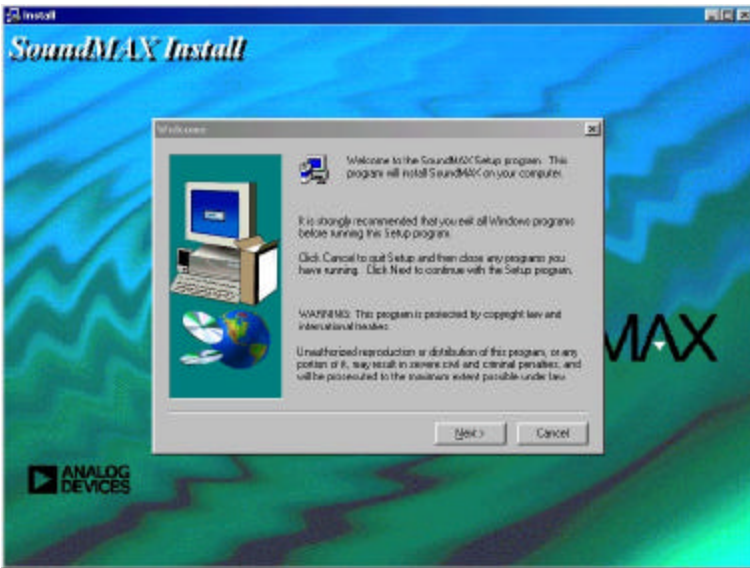 Install
SoundMAX Install
Welcome
Welcome to the SoundMAX Setup program. This
program will install SoundMAX on your computer.
It is strongly recommended that you exit all Windows programs
before running this Setup program.
Click Cancel to quit Setup and then close any programs you
have running. Click Next to continue with the Setup program.
WARNING: This program is protected by copyright law and
international treaties.
Unauthorized reproduction or distribution of this program, or any
portion of it, may result in severe civil and criminal penalties, and
will be prosecuted to the maximum extent possible under law.
MAX
Next >
Cancel
ANALOG
DEVICES